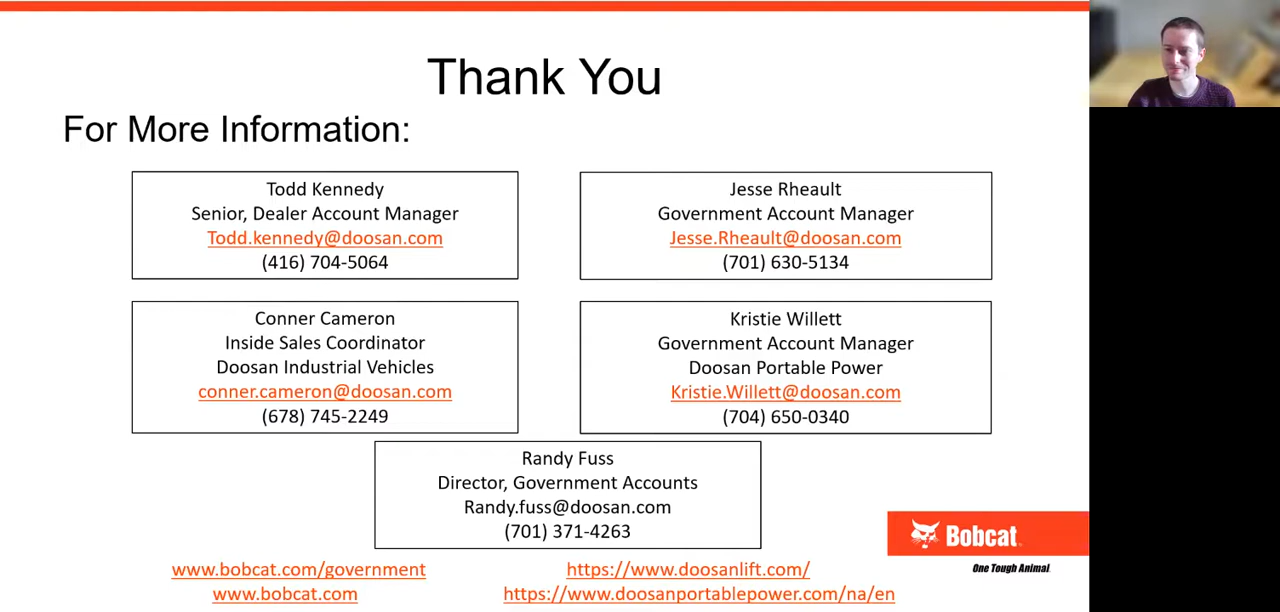 Thank You
For More Information:
Todd Kennedy
Senior, Dealer Account Manager
Todd.kennedy@doosan.com
(416) 704-5064
Jesse Rheault
Government Account Manager
Jesse.Rheault@doosan.com
(701) 630-5134
Conner Cameron
Inside Sales Coordinator
Doosan Industrial Vehicles
conner.cameron@doosan.com
(678) 745-2249
Kristie Willett
Government Account Manager
Doosan Portable Power
Kristie.Willett@doosan.com
(704) 650-0340
Randy Fuss
Director, Government Accounts
Randy.fuss@doosan.com
(701) 371-4263
Bobcat
One Tough Animal
www.bobcat.com/government
www.bobcat.com
https://www.doosanlift.com/
https://www.doosanportablepower.com/na/en